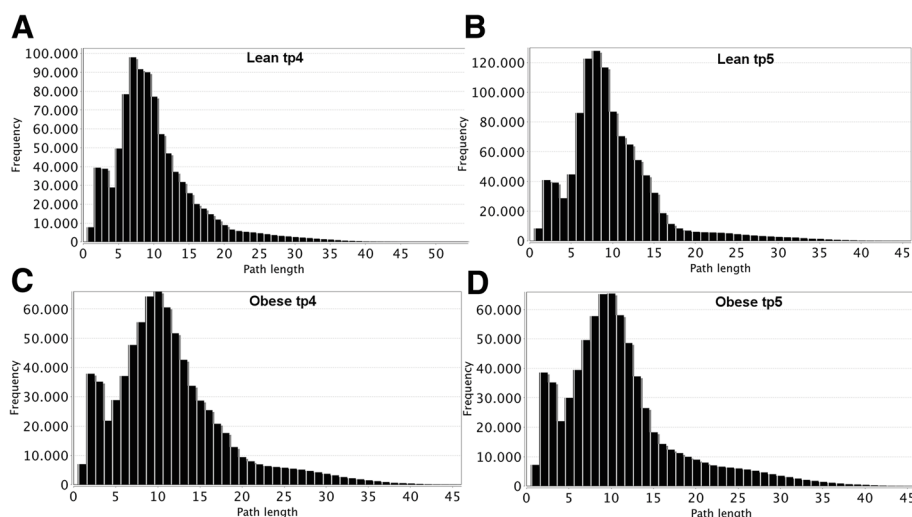 A
Lean tp4
Frequency
100.000
90.000
80.000
70.000
60.000
50.000
40.000
30.000
20.000
10.000
0
0 5 10 15 20 25 30 35 40 45 50
Path length
B
Lean tp5
Frequency
120.000
100.000
80.000
60.000
40.000
20.000
0
0 5 10 15 20 25 30 35 40 45
Path length
C
Obese tp4
Frequency
60.000
50.000
40.000
30.000
20.000
10.000
0
0 5 10 15 20 25 30 35 40 45
Path length
D
Obese tp5
Frequency
60.000
50.000
40.000
30.000
20.000
10.000
0
0 5 10 15 20 25 30 35 40 45
Path length